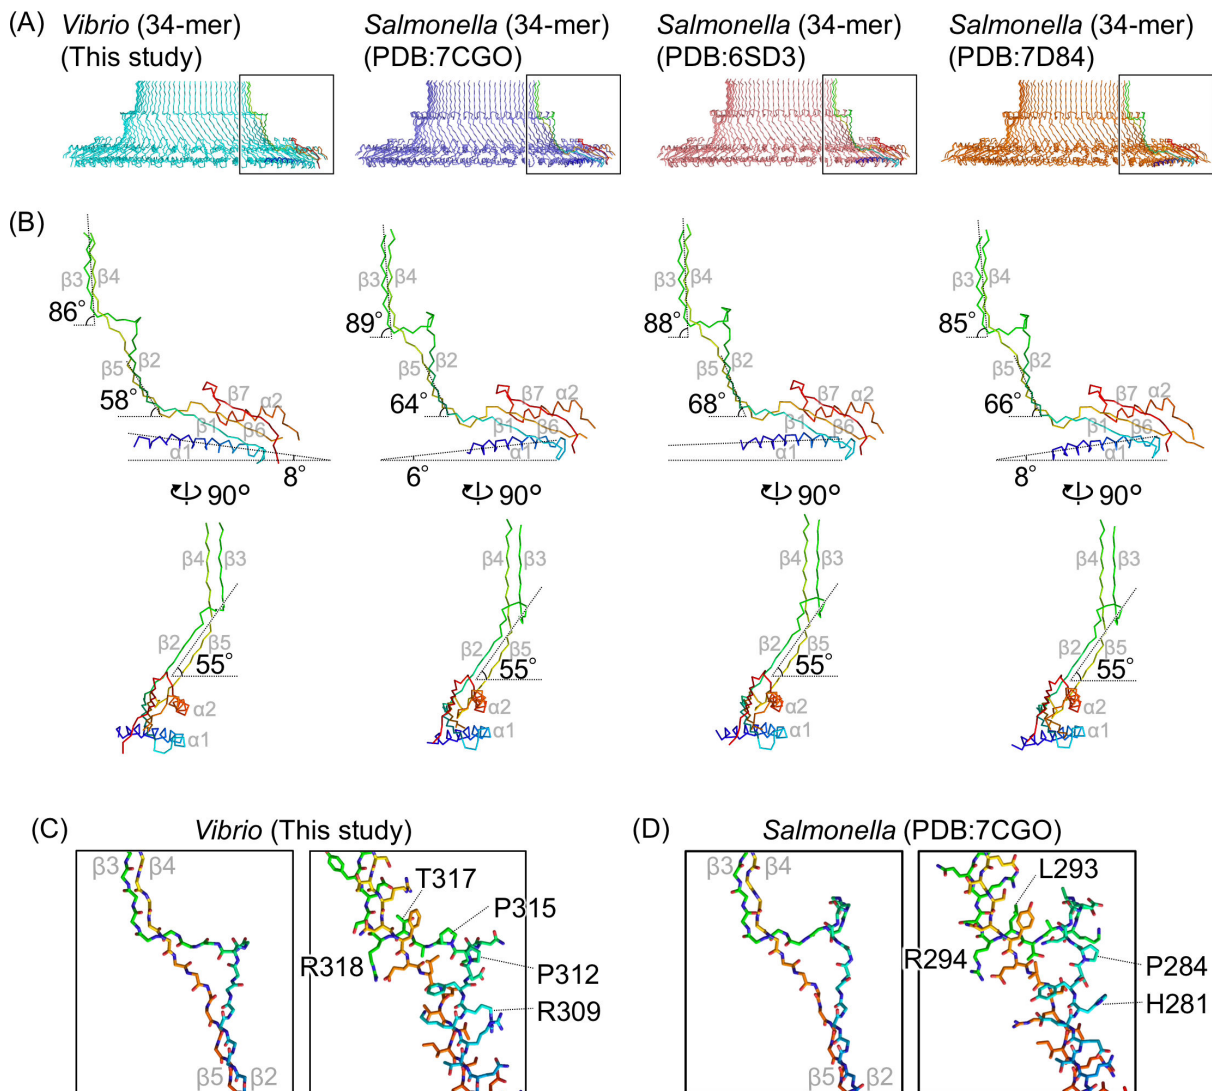 (A)
Vibrio (34-mer)
(This study)
Salmonella (34-mer)
(PDB:7CGO)
Salmonella (34-mer)
(PDB:6SD3)
Salmonella (34-mer)
(PDB:7D84)
(B)
β3 β4
86°
β5 β2
58°
β7 α2
β1 β6
α1
8°
90°
β3 β4
89°
β5 β2
64°
β7 α2
β1 β6
α1
6°
90°
β3 β4
88°
β5 β2
68°
β7 α2
β1 β6
α1
90°
β3 β4
85°
β5 β2
66°
β7 α2
β1 β6
α1
8°
90°
β4 β3
β2 β5
55°
α2
α1
β4 β3
β2 β5
55°
α2
α1
β4 β3
β2 β5
55°
α2
α1
β4 β3
β2 β5
55°
α2
α1
(C)
Vibrio (This study)
β3 β4
β5 β2
T317
P315
R318
P312
R309
(D)
Salmonella (PDB:7CGO)
β3 β4
β5 β2
L293
R294
P284
H281